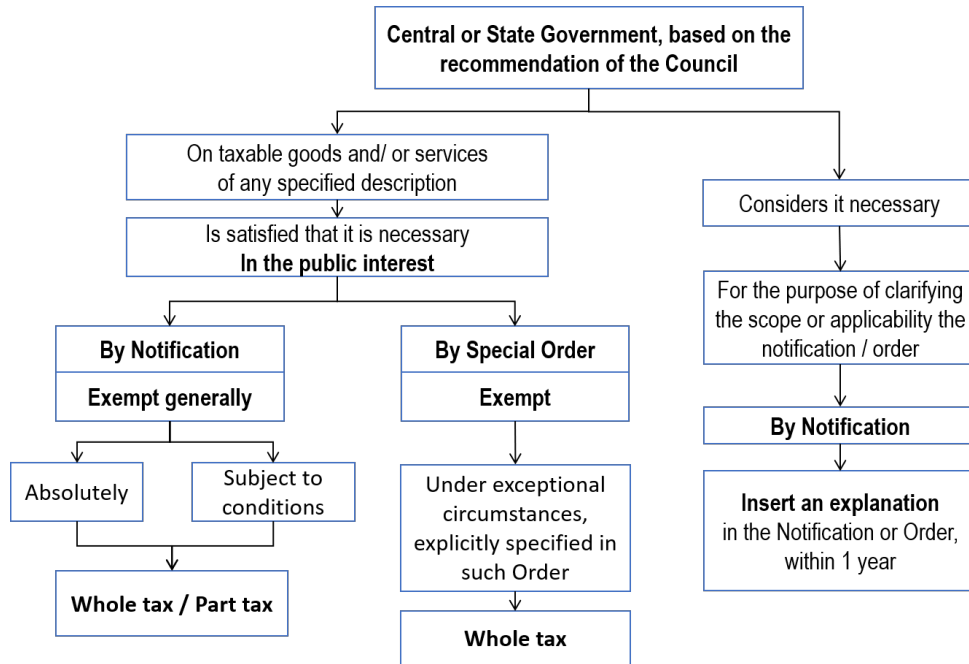 Central or State Government, based on the
recommendation of the Council
On taxable goods and/ or services
of any specified description
Is satisfied that it is necessary
In the public interest
By Notification
Exempt generally
Absolutely
Subject to
conditions
Whole tax / Part tax
By Special Order
Exempt
Under exceptional
circumstances,
explicitly specified in
such Order
Whole tax
Considers it necessary
For the purpose of clarifying
the scope or applicability the
notification / order
By Notification
Insert an explanation
in the Notification or Order,
within 1 year